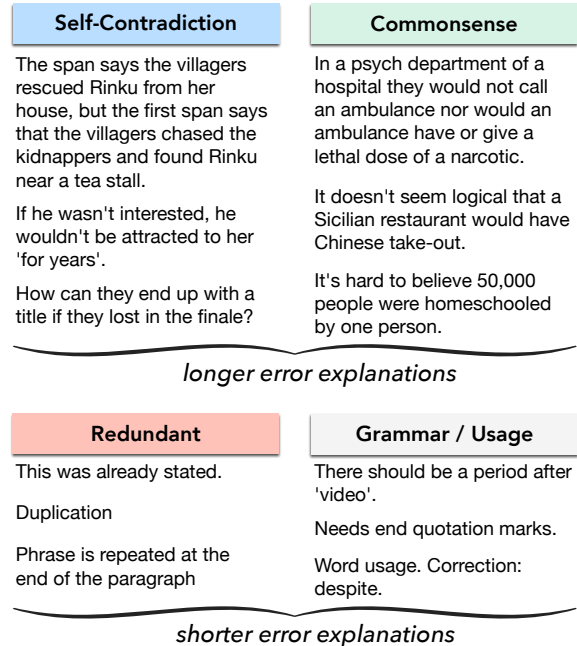 Self-Contradiction
The span says the villagers
rescued Rinku from her
house, but the first span says
that the villagers chased the
kidnappers and found Rinku
near a tea stall.
If he wasn't interested, he
wouldn't be attracted to her
'for years'.
How can they end up with a
title if they lost in the finale?
Commonsense
In a psych department of a
hospital they would not call
an ambulance nor would an
ambulance have or give a
lethal dose of a narcotic.
It doesn't seem logical that a
Sicilian restaurant would have
Chinese take-out.
It's hard to believe 50,000
people were homeschooled
by one person.
longer error explanations
Redundant
This was already stated.
Duplication
Phrase is repeated at the
end of the paragraph
Grammar / Usage
There should be a period after
'video'.
Needs end quotation marks.
Word usage. Correction:
despite.
shorter error explanations